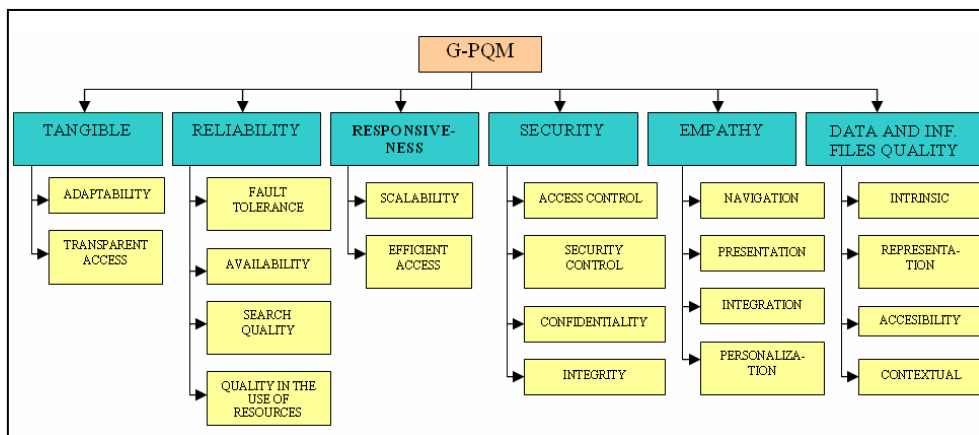 G-PQM
TANGIBLE
ADAPTABILITY
TRANSPARENT
ACCESS
RELIABILITY
FAULT
TOLERANCE
AVAILABILITY
SEARCH
QUALITY
QUALITY IN THE
USE OF
RESOURCES
RESPONSIVE-
NESS
SCALABILITY
EFFICIENT
ACCESS
SECURITY
ACCESS CONTROL
SECURITY
CONTROL
CONFIDENTIALITY
INTEGRITY
EMPATHY
NAVIGATION
PRESENTATION
INTEGRATION
PERSONALIZA-
TION
DATA AND INF.
FILES QUALITY
INTRINSIC
REPRESENTA-
TION
ACCESIBILITY
CONTEXTUAL